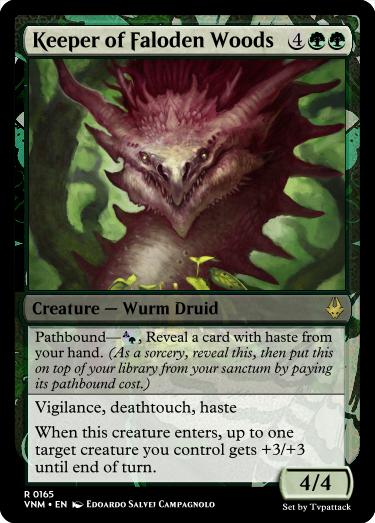 Keeper of Faloden Woods 4
Creature — Wurm Druid
Pathbound—, Reveal a card with haste from
your hand. (As a sorcery, reveal this, then put this
on top of your library from your sanctum by paying
its pathbound cost.)
Vigilance, deathtouch, haste
When this creature enters, up to one
target creature you control gets +3/+3
until end of turn.
4/4
R 0165
VNM • EN Edoardo Salvej Campagnolo
Set by Tvpattack